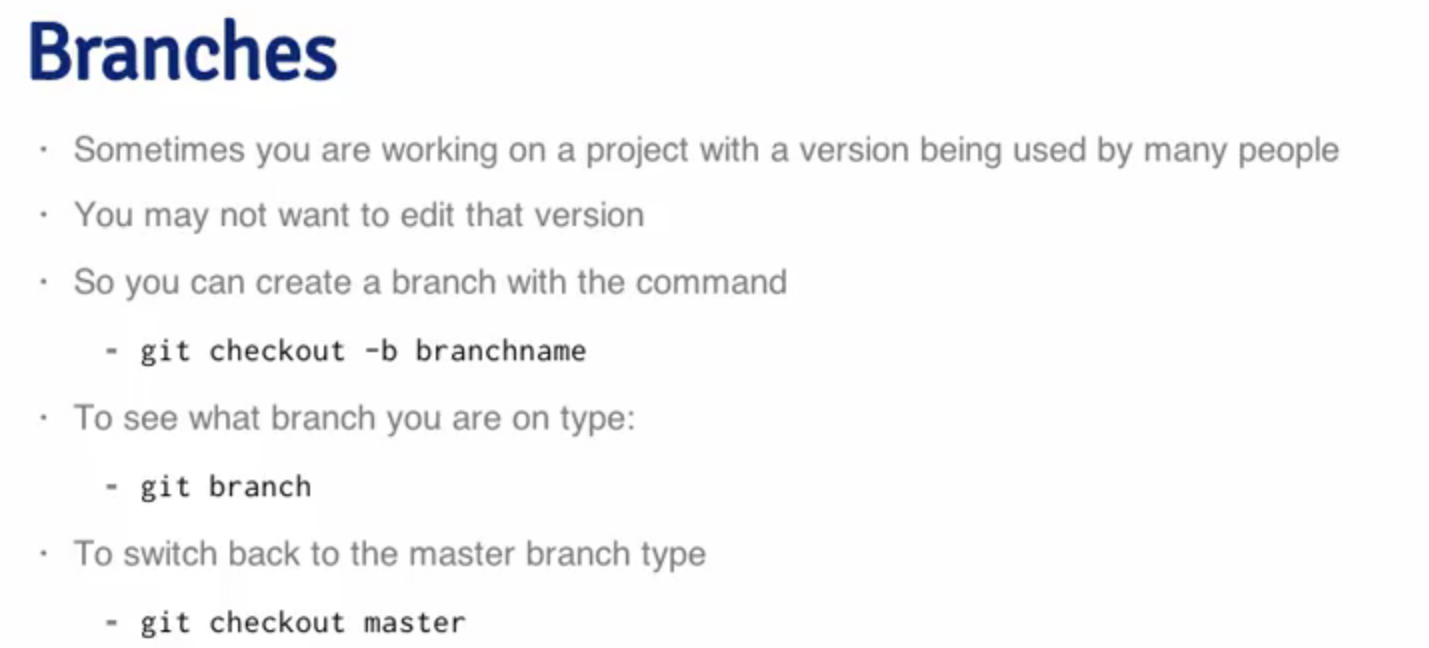 Branches
· Sometimes you are working on a project with a version being used by many people
· You may not want to edit that version
· So you can create a branch with the command
- git checkout -b branchname
· To see what branch you are on type:
- git branch
· To switch back to the master branch type
- git checkout master